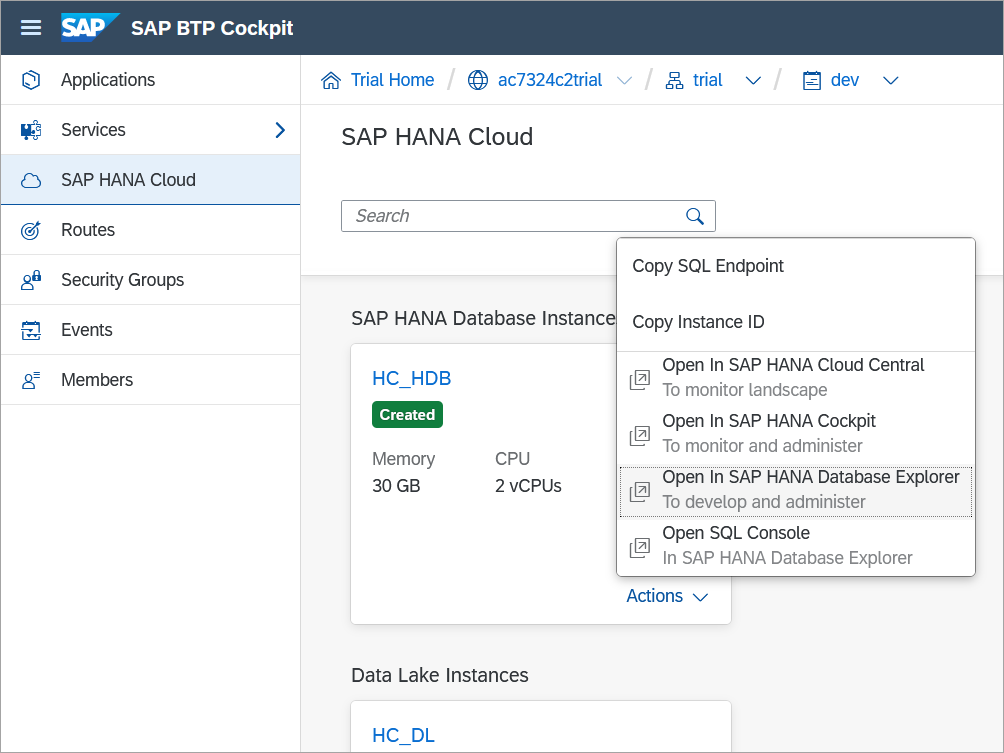 SAP SAP BTP Cockpit
Applications
Services
SAP HANA Cloud
Routes
Security Groups
Events
Members
Trial Home / ac7324c2trial / trial / dev
SAP HANA Cloud
Search
Copy SQL Endpoint
Copy Instance ID
Open In SAP HANA Cloud Central
To monitor landscape
Open In SAP HANA Cockpit
To monitor and administer
Open In SAP HANA Database Explorer
To develop and administer
Open SQL Console
In SAP HANA Database Explorer
SAP HANA Database Instance
HC_HDB
Created
Memory CPU
30 GB 2 vCPUs
Actions
Data Lake Instances
HC_DL